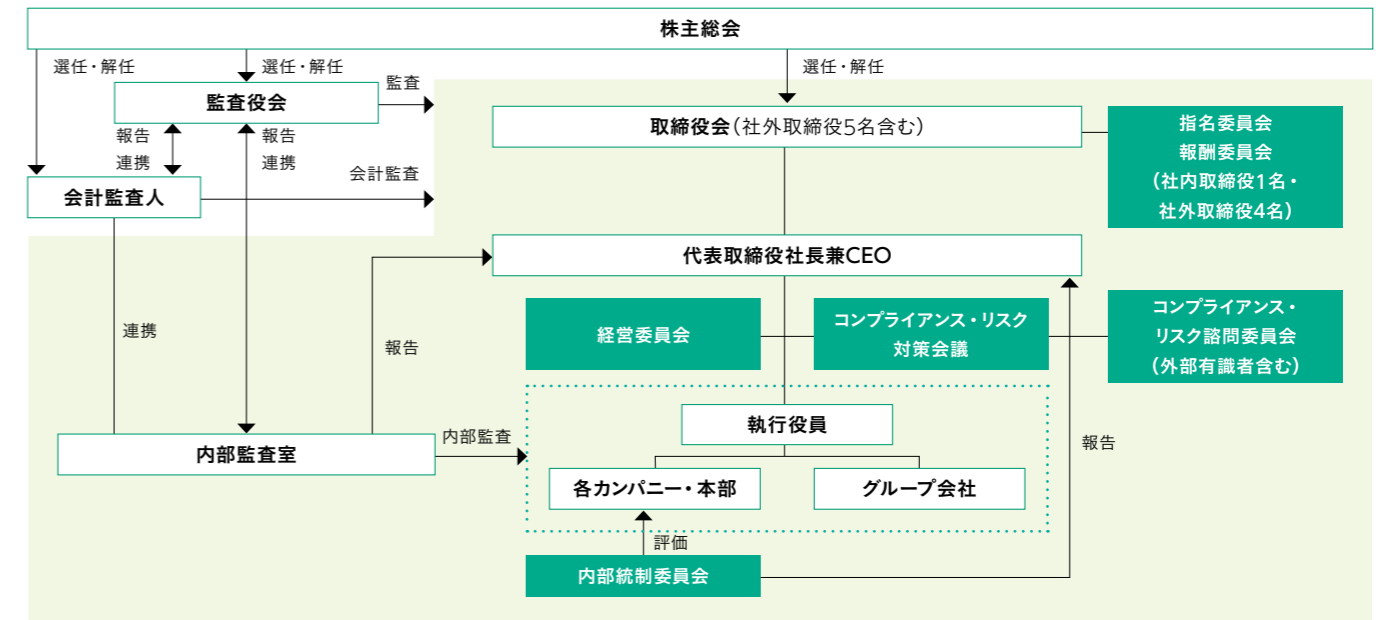 株主総会
選任・解任
選任・解任
選任・解任
監査役会
監査
取締役会（社外取締役5名含む）
指名委員会
報酬委員会
（社内取締役1名・
社外取締役4名）
報告
連携
報告
連携
会計監査
会計監査人
代表取締役社長兼CEO
連携
報告
経営委員会
コンプライアンス・リスク
対策会議
コンプライアンス・
リスク諮問委員会
（外部有識者含む）
執行役員
内部監査室
内部監査
報告
各カンパニー・本部
グループ会社
評価
内部統制委員会